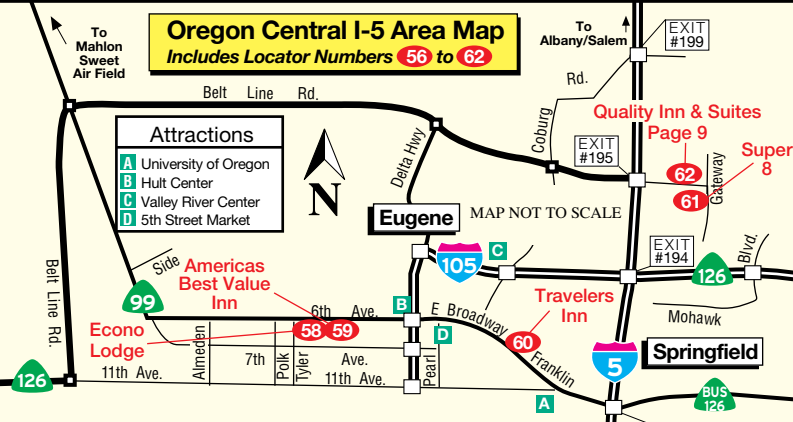 Oregon Central I-5 Area Map
Includes Locator Numbers 56 to 62
To
Mahlon
Sweet
Air Field
To
Albany/Salem
EXIT
#199
Belt Line Rd.
Rd.
Coburg
Quality Inn & Suites
Page 9
Super
8
EXIT
#195
62
61
Gateway
Attractions
A University of Oregon
B Hult Center
C Valley River Center
D 5th Street Market
N
Delta Hwy
Eugene
MAP NOT TO SCALE
Belt Line Rd.
Side
Americas
Best Value
Inn
105
C
EXIT
#194
126
Blvd.
Mohawk
99
6th Ave.
B
E Broadway
Travelers
Inn
Econo
Lodge
58
59
D
60
Franklin
5
Springfield
Almeden
7th Ave.
Polk
Tyler
Pearl
126
11th Ave.
11th Ave.
A
BUS
126